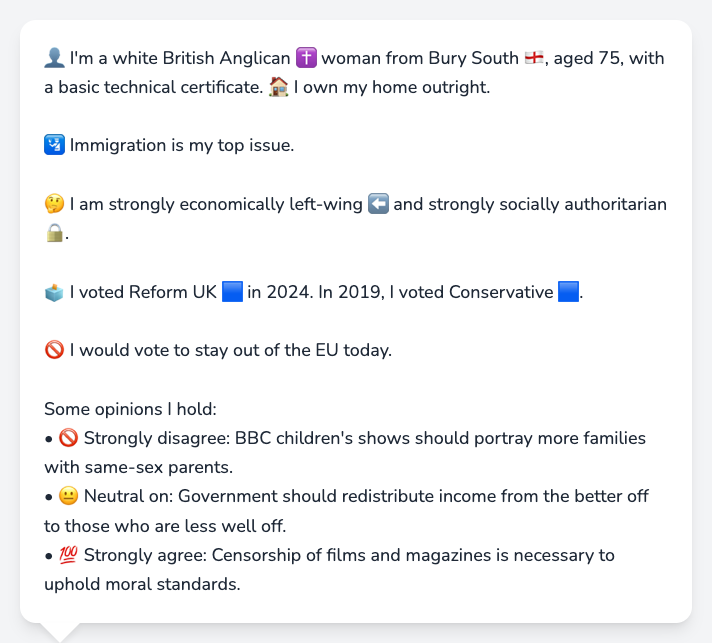 👤 I'm a white British Anglican ✝️ woman from Bury South 🏴󠁧󠁢󠁥󠁮󠁧󠁿, aged 75, with
a basic technical certificate. 🏠 I own my home outright.
🛂 Immigration is my top issue.
🤔 I am strongly economically left-wing ⬅️ and strongly socially authoritarian
🔒.
🗳️ I voted Reform UK 🟦 in 2024. In 2019, I voted Conservative 🟦.
🚫 I would vote to stay out of the EU today.
Some opinions I hold:
• 🚫 Strongly disagree: BBC children's shows should portray more families
with same-sex parents.
• 😐 Neutral on: Government should redistribute income from the better off
to those who are less well off.
• 💯 Strongly agree: Censorship of films and magazines is necessary to
uphold moral standards.